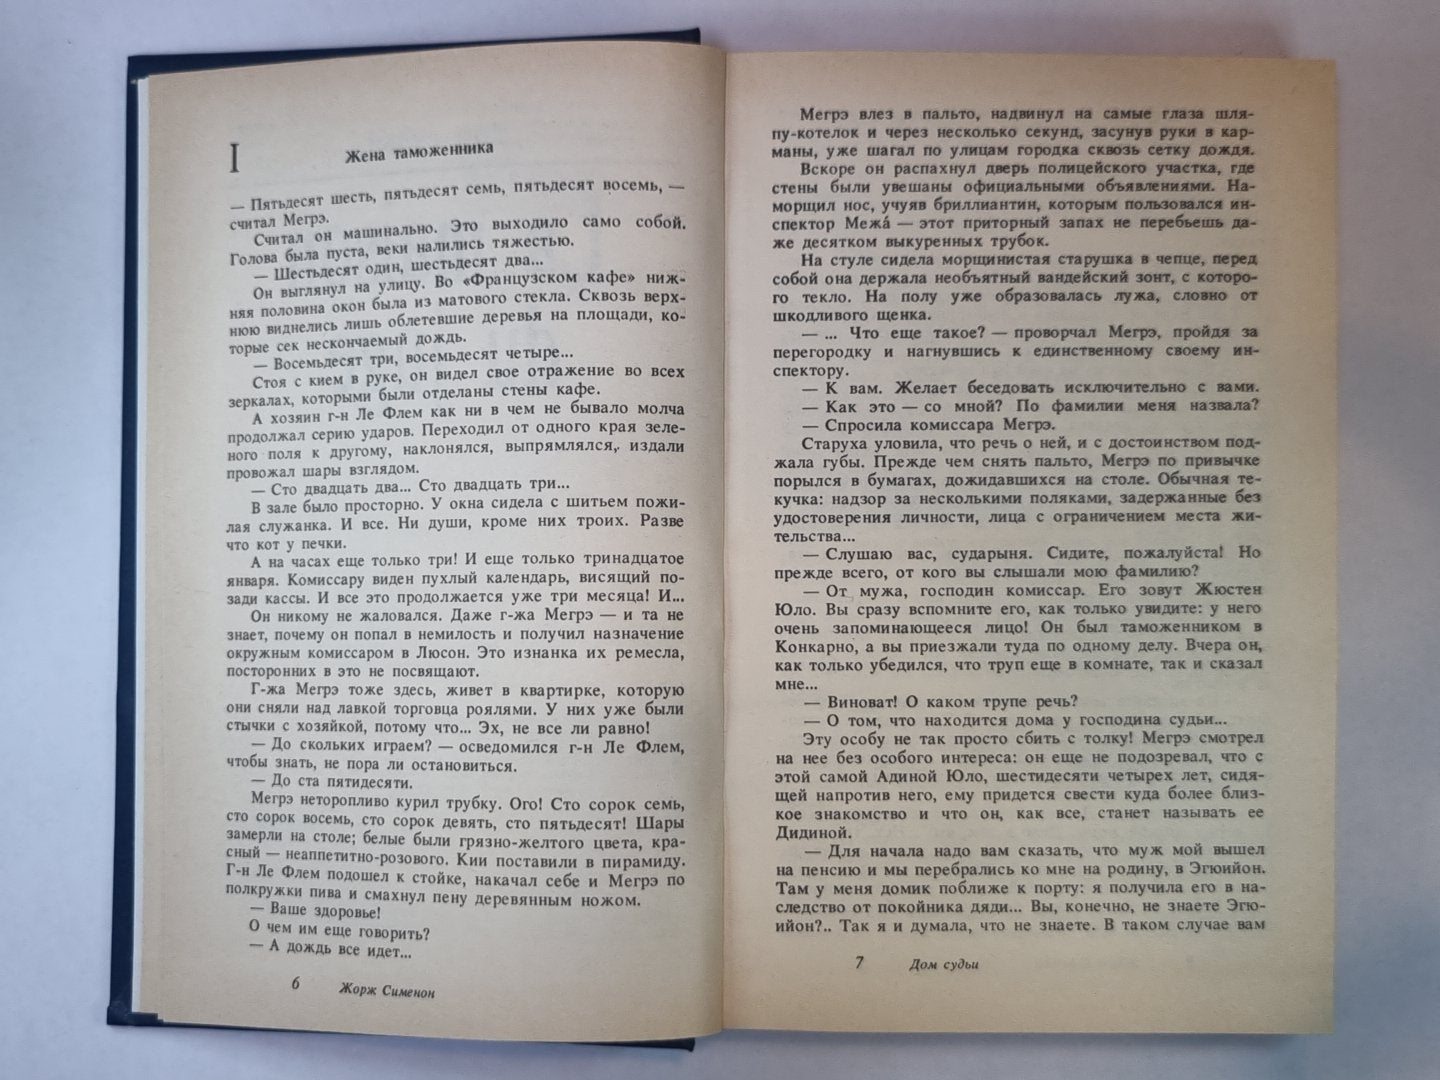 I
Жена таможенника
— Пятьдесят шесть, пятьдесят семь, пятьдесят восемь, —
считал Мегрэ.
Считал он машинально. Это выходило само собой.
Голова была пуста, веки налились тяжестью.
— Шестьдесят один, шестьдесят два...
Он выглянул на улицу. Во «Французском кафе» ниж-
няя половина окон была из матового стекла. Сквозь верх-
нюю виднелись лишь облетевшие деревья на площади, ко-
торые сек нескончаемый дождь.
— Восемьдесят три, восемьдесят четыре...
Стоя с кием в руке, он видел свое отражение во всех
зеркалах, которыми были отделаны стены кафе.
А хозяин г-н Ле Флем как ни в чем не бывало молча
продолжал серию ударов. Переходил от одного края зеле-
ного поля к другому, наклонялся, выпрямлялся, издали
провожал шары взглядом.
— Сто двадцать два... Сто двадцать три...
В зале было просторно. У окна сидела с шитьем пожи-
лая служанка. И все. Ни души, кроме них троих. Разве
что кот у печки.
А на часах еще только три! И еще только тринадцатое
января. Комиссару виден пухлый календарь, висящий по-
зади кассы. И все это продолжается уже три месяца! И...
Он никому не жаловался. Даже г-жа Мегрэ — и та не
знает, почему он попал в немилость и получил назначение
окружным комиссаром в Люсон. Это изнанка их ремесла,
посторонних в это не посвящают.
Г-жа Мегрэ тоже здесь, живет в квартирке, которую
они сняли над лавкой торговца роялями. У них уже были
стычки с хозяйкой, потому что... Эх, не все ли равно!
— До скольких играем? — осведомился г-н Ле Флем,
чтобы знать, не пора ли остановиться.
— До ста пятидесяти.
Мегрэ неторопливо курил трубку. Ого! Сто сорок семь,
сто сорок восемь, сто сорок девять, сто пятьдесят! Шары
замерли на столе; белые были грязно-желтого цвета, кра-
сный — неаппетитно-розового. Кии поставили в пирамиду.
Г-н Ле Флем подошел к стойке, накачал себе и Мегрэ по
полкружки пива и смахнул пену деревянным ножом.
— Ваше здоровье!
О чем им еще говорить?
— А дождь все идет...
6 Жорж Сименон
Мегрэ влез в пальто, надвинул на самые глаза шля-
пу-котелок и через несколько секунд, засунув руки в кар-
маны, уже шагал по улицам городка сквозь сетку дождя.
Вскоре он распахнул дверь полицейского участка, где
стены были увешаны официальными объявлениями. На-
морщил нос, учуяв бриллиантин, которым пользовался ин-
спектор Межа́ — этот приторный запах не перебьешь да-
же десятком выкуренных трубок.
На стуле сидела морщинистая старушка в чепце, перед
собой она держала необъятный вандейский зонт, с которо-
го текло. На полу уже образовалась лужа, словно от
шкодливого щенка.
— ... Что еще такое? — проворчал Мегрэ, пройдя за
перегородку и нагнувшись к единственному своему ин-
спектору.
— К вам. Желает беседовать исключительно с вами.
— Как это — со мной? По фамилии меня назвала?
— Спросила комиссара Мегрэ.
Старуха уловила, что речь о ней, и с достоинством под-
жала губы. Прежде чем снять пальто, Мегрэ по привычке
порылся в бумагах, дожидавшихся на столе. Обычная те-
кучка: надзор за несколькими поляками, задержанные без
удостоверения личности, лица с ограничением места жи-
тельства...
— Слушаю вас, сударыня. Сидите, пожалуйста! Но
прежде всего, от кого вы слышали мою фамилию?
— От мужа, господин комиссар. Его зовут Жюстен
Юло. Вы сразу вспомните его, как только увидите: у него
очень запоминающееся лицо! Он был таможенником в
Конкарно, а вы приезжали туда по одному делу. Вчера он,
как только убедился, что труп еще в комнате, так и сказал
мне...
— Виноват! О каком трупе речь?
— О том, что находится дома у господина судьи...
Эту особу не так просто сбить с толку! Мегрэ смотрел
на нее без особого интереса: он еще не подозревал, что с
этой самой Адиной Юло, шестидесяти четырех лет, сидя-
щей напротив него, ему придется свести куда более близ-
кое знакомство и что он, как все, станет называть ее
Дидиной.
— Для начала надо вам сказать, что муж мой вышел
на пенсию и мы перебрались ко мне на родину, в Эгюийон.
Там у меня домик поближе к порту: я получила его в на-
следство от покойника дяди... Вы, конечно, не знаете Эгю-
ийон?.. Так я и думала, что не знаете. В таком случае вам
7 Дом судьи